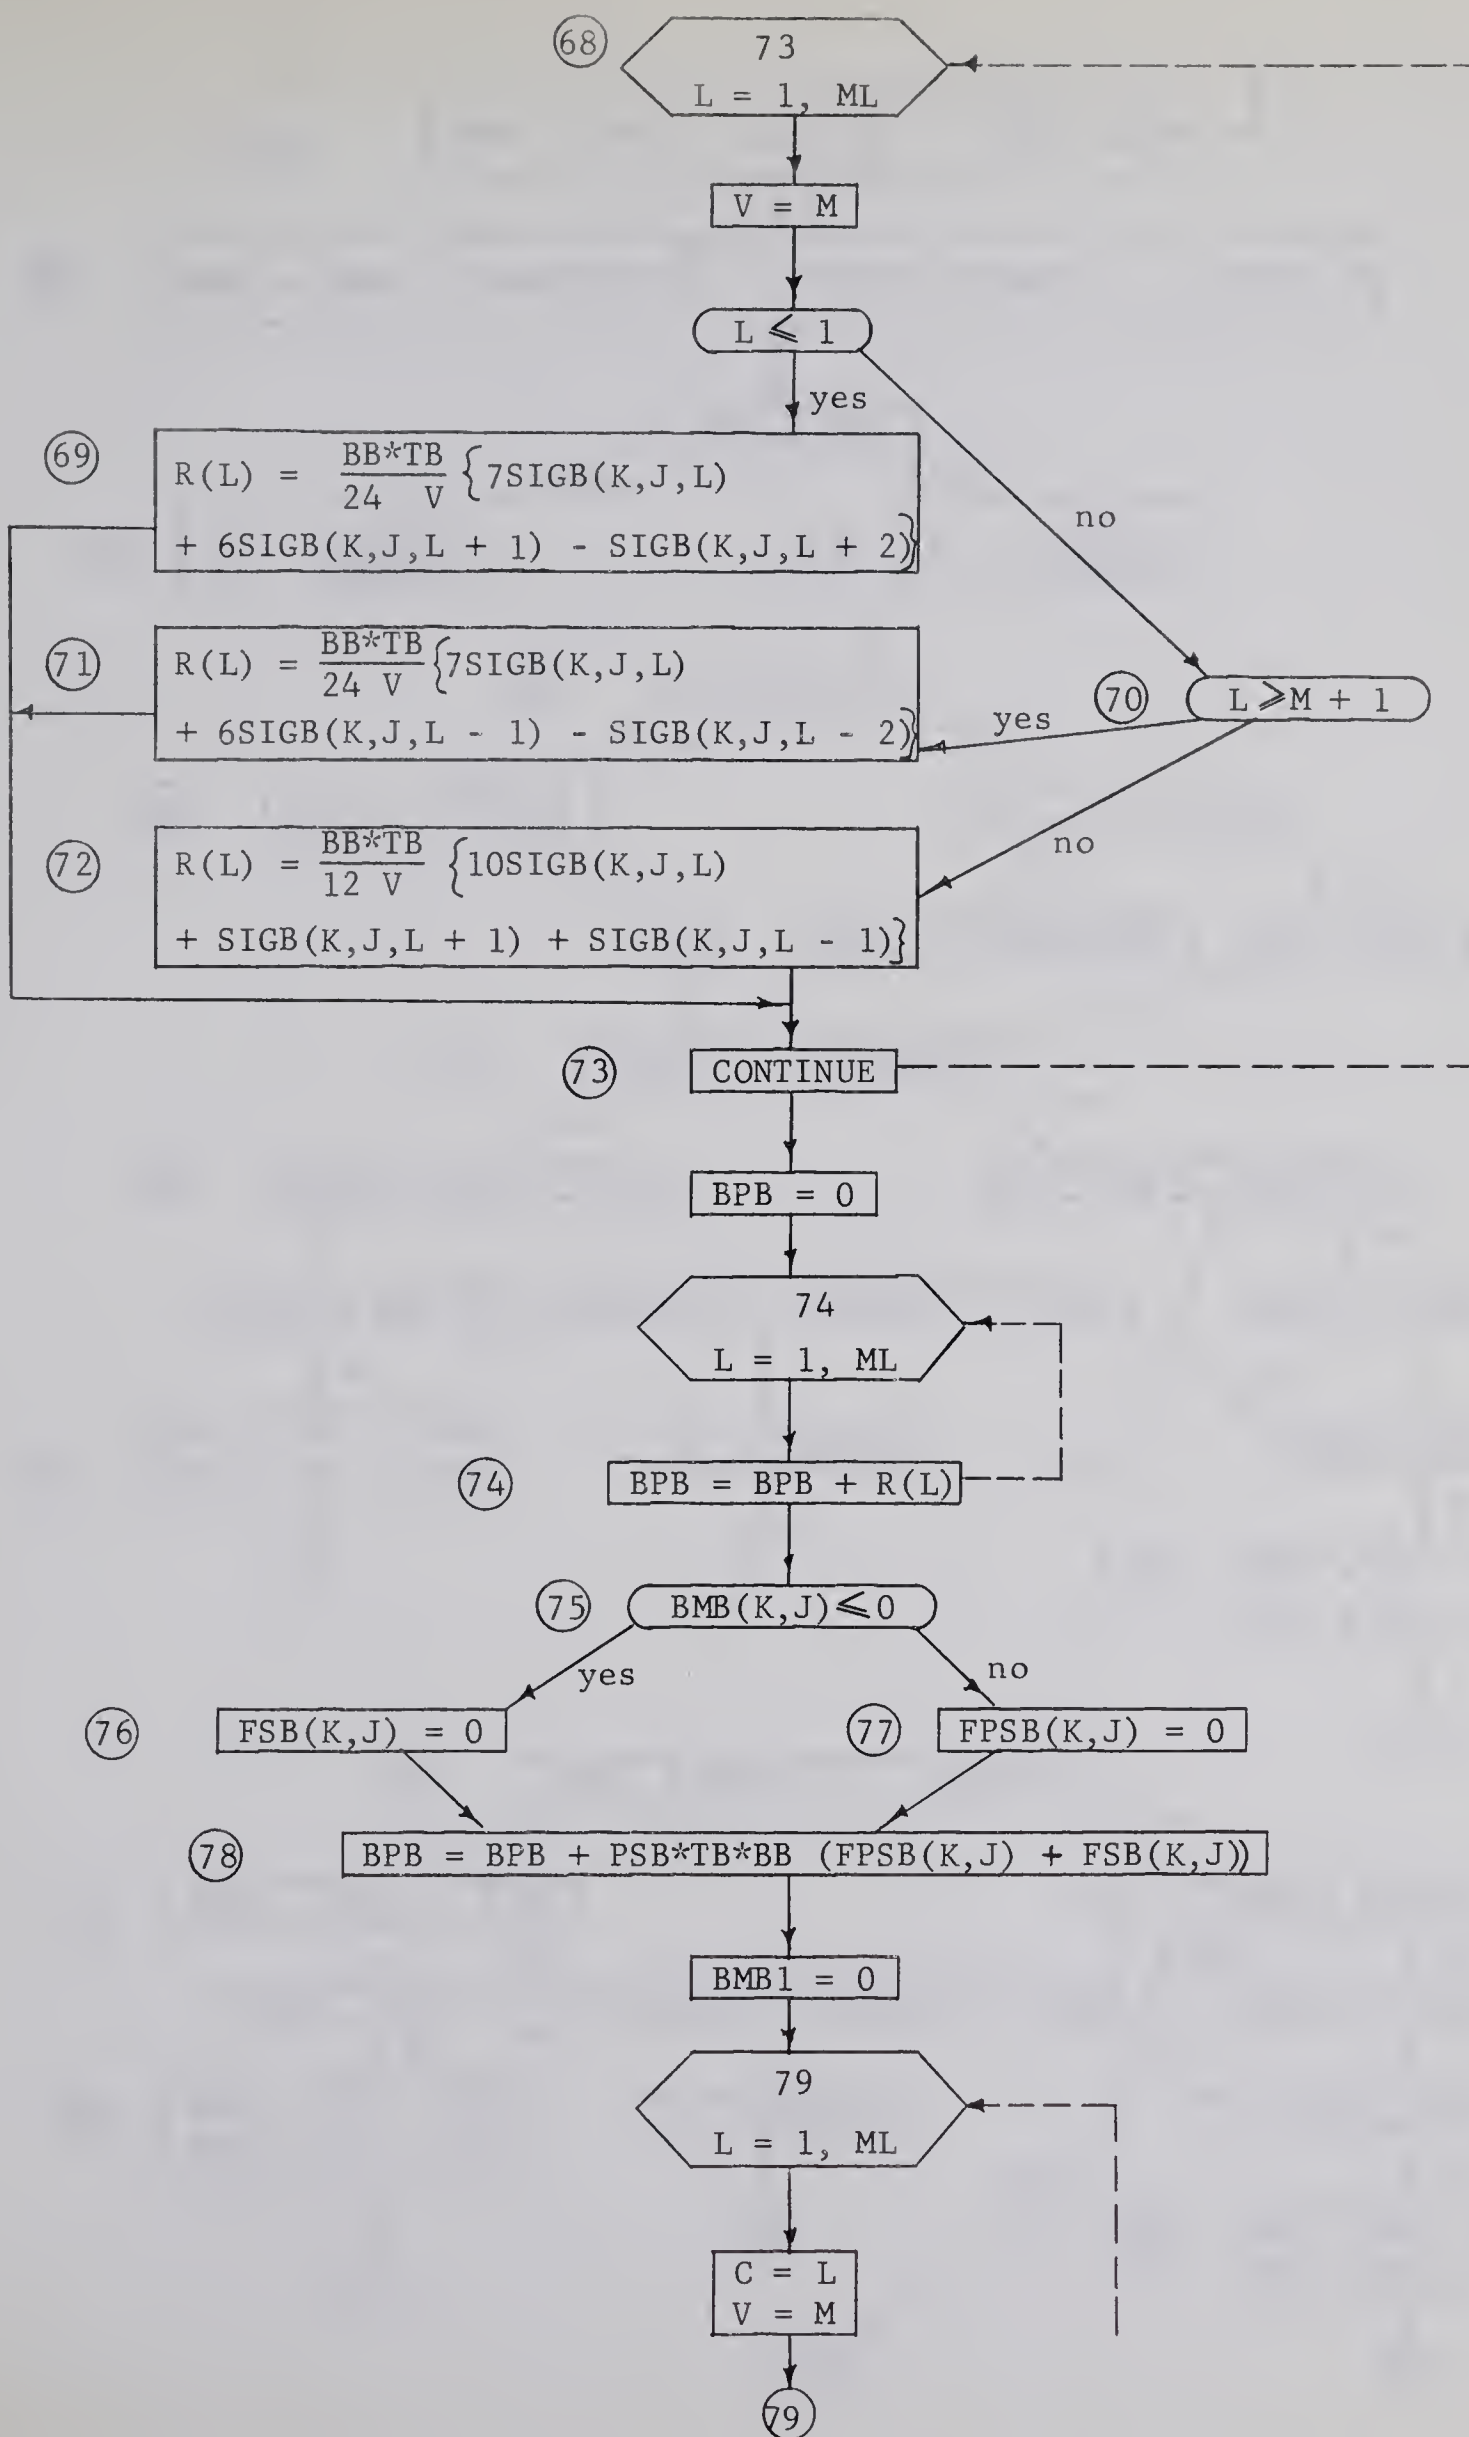 68
73
L = 1, ML
V = M
L ⩽ 1
yes
no
69
BB*TB
R(L) =
24 V
{7SIGB(K,J,L)
+ 6SIGB(K,J,L + 1) - SIGB(K,J,L + 2)}
71
BB*TB
R(L) =
24 V
{7SIGB(K,J,L)
+ 6SIGB(K,J,L - 1) - SIGB(K,J,L - 2)}
yes
70
L ⩾ M + 1
no
72
BB*TB
R(L) =
12 V
{10SIGB(K,J,L)
+ SIGB(K,J,L + 1) + SIGB(K,J,L - 1)}
73
CONTINUE
BPB = 0
74
L = 1, ML
74
BPB = BPB + R(L)
75
BMB(K,J) ⩽ 0
yes
no
76
FSB(K,J) = 0
77
FPSB(K,J) = 0
78
BPB = BPB + PSB*TB*BB (FPSB(K,J) + FSB(K,J))
BMB1 = 0
79
L = 1, ML
C = L
V = M
79